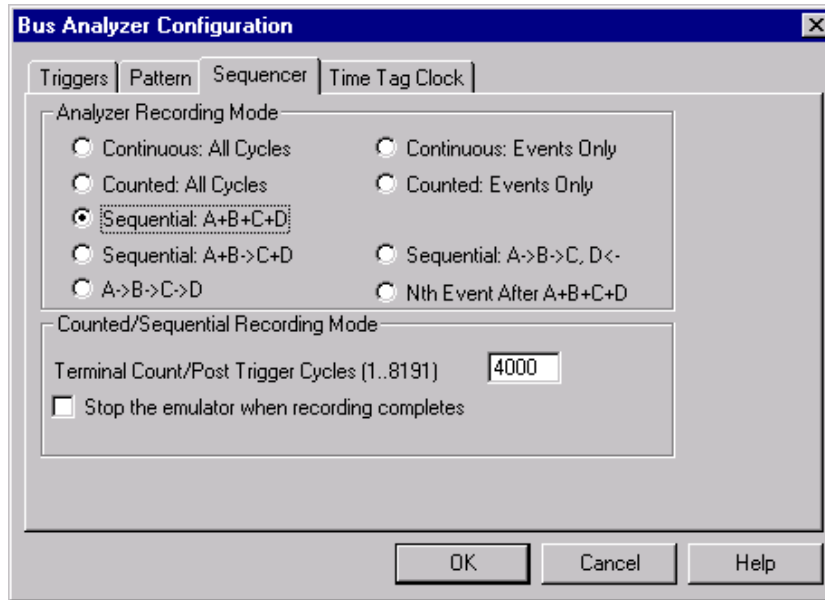 Bus Analyzer Configuration
Triggers Pattern Sequencer Time Tag Clock
Analyzer Recording Mode
Continuous: All Cycles Continuous: Events Only
Counted: All Cycles Counted: Events Only
Sequential: A+B+C+D
Sequential: A+B->C+D Sequential: A->B->C, D<-
A->B->C->D Nth Event After A+B+C+D
Counted/Sequential Recording Mode
Terminal Count/Post Trigger Cycles (1..8191) 4000
Stop the emulator when recording completes
OK Cancel Help